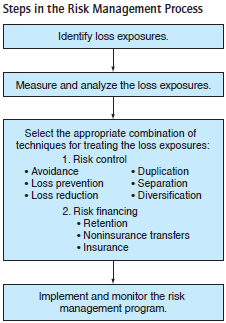 Steps in the Risk Management Process
Identify loss exposures.
Measure and analyze the loss exposures.
Select the appropriate combination of
techniques for treating the loss exposures:
1. Risk control
• Avoidance • Duplication
• Loss prevention • Separation
• Loss reduction • Diversification
2. Risk financing
• Retention
• Noninsurance transfers
• Insurance
Implement and monitor the risk
management program.